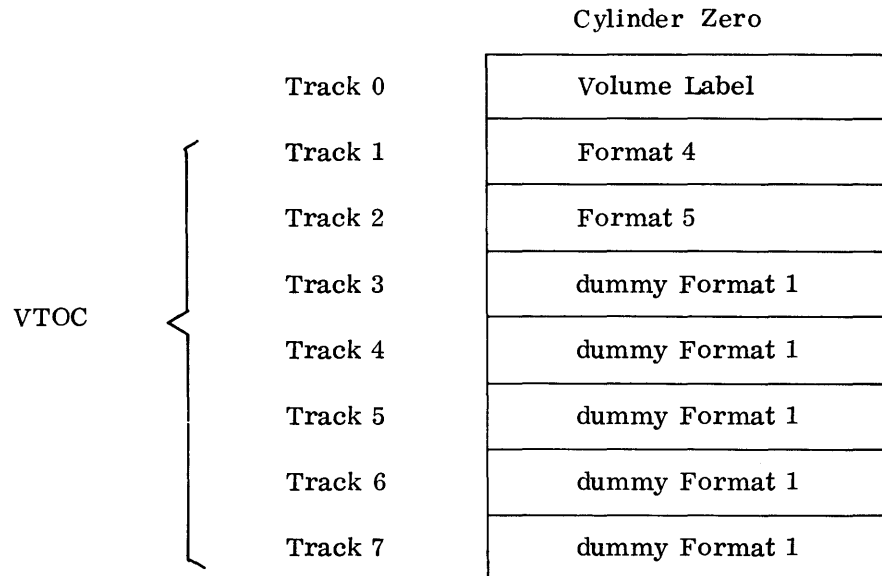 Cylinder Zero
Track 0 Volume Label
Track 1 Format 4
Track 2 Format 5
Track 3 dummy Format 1
VTOC
Track 4 dummy Format 1
Track 5 dummy Format 1
Track 6 dummy Format 1
Track 7 dummy Format 1